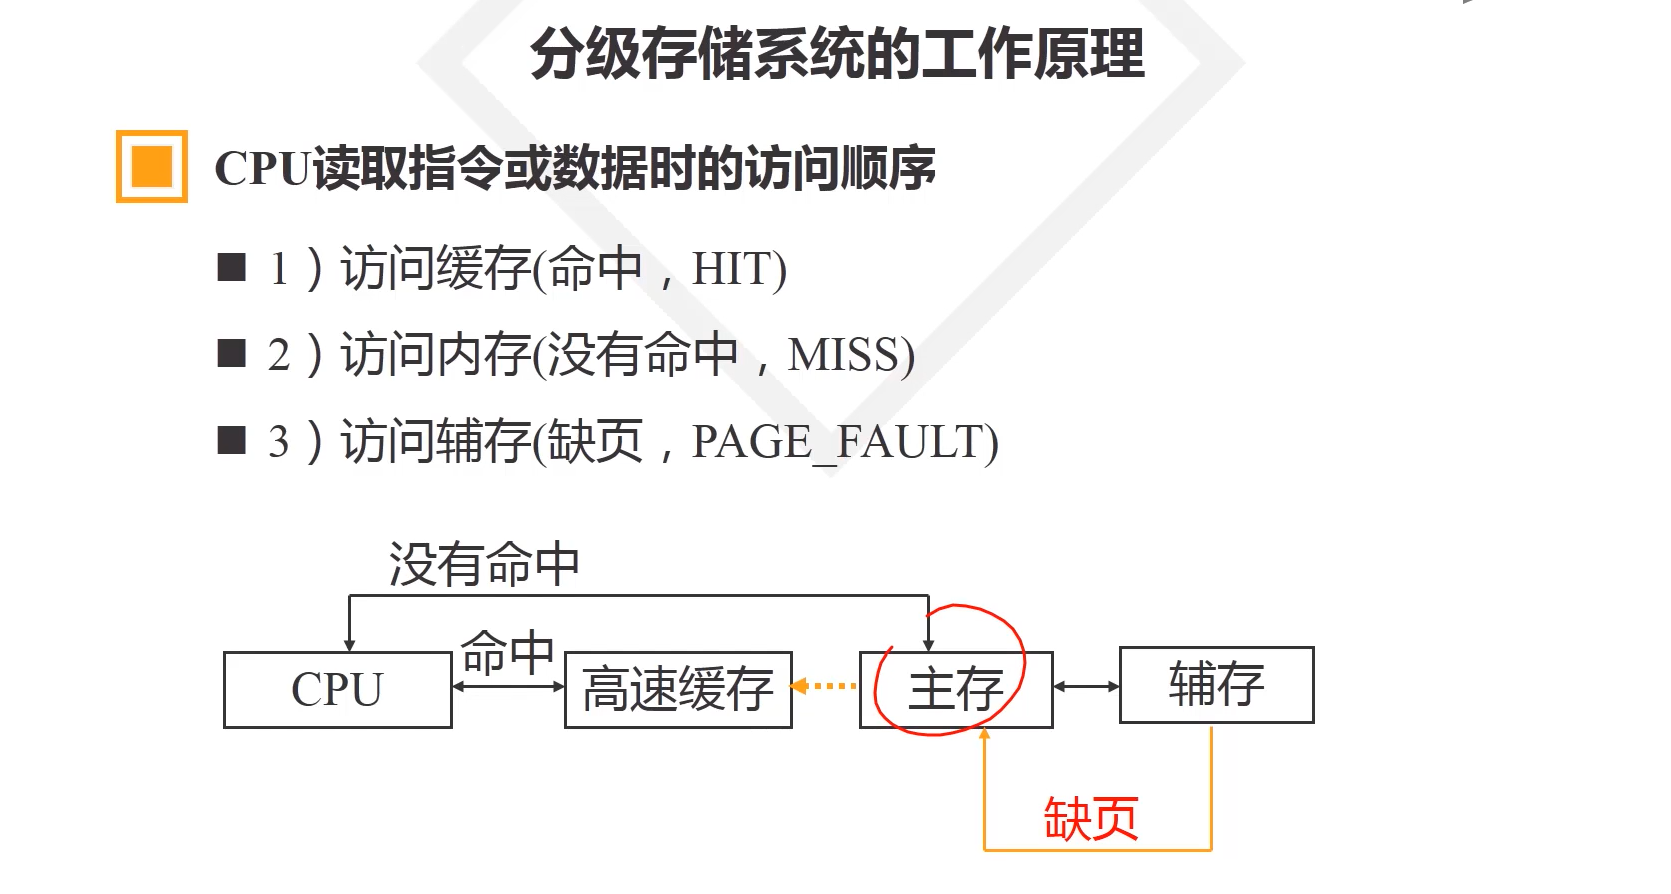 分级存储系统的工作原理
CPU读取指令或数据时的访问顺序
1）访问缓存(命中，HIT)
2）访问内存(没有命中，MISS)
3）访问辅存(缺页，PAGE_FAULT)
没有命中
命中
CPU
高速缓存
主存
辅存
缺页